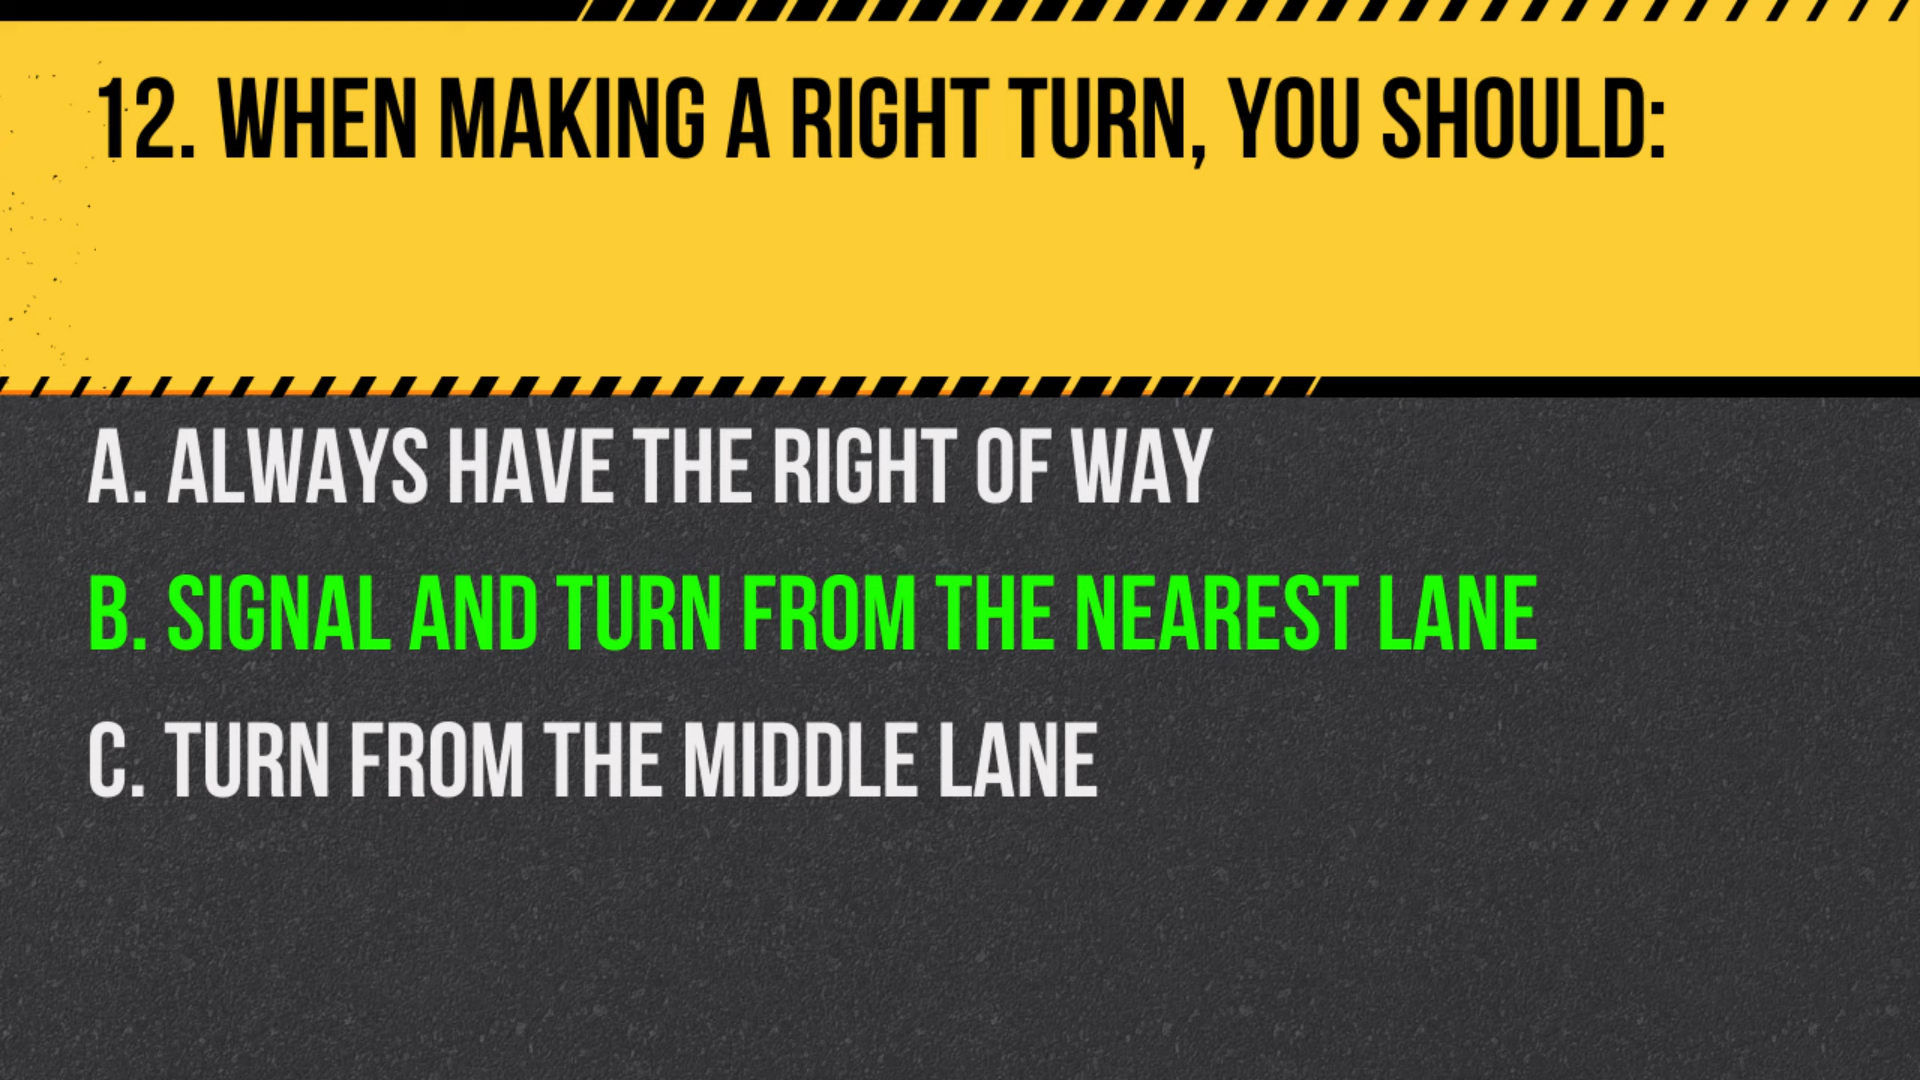 12. WHEN MAKING A RIGHT TURN, YOU SHOULD:
A. ALWAYS HAVE THE RIGHT OF WAY
B. SIGNAL AND TURN FROM THE NEAREST LANE
C. TURN FROM THE MIDDLE LANE